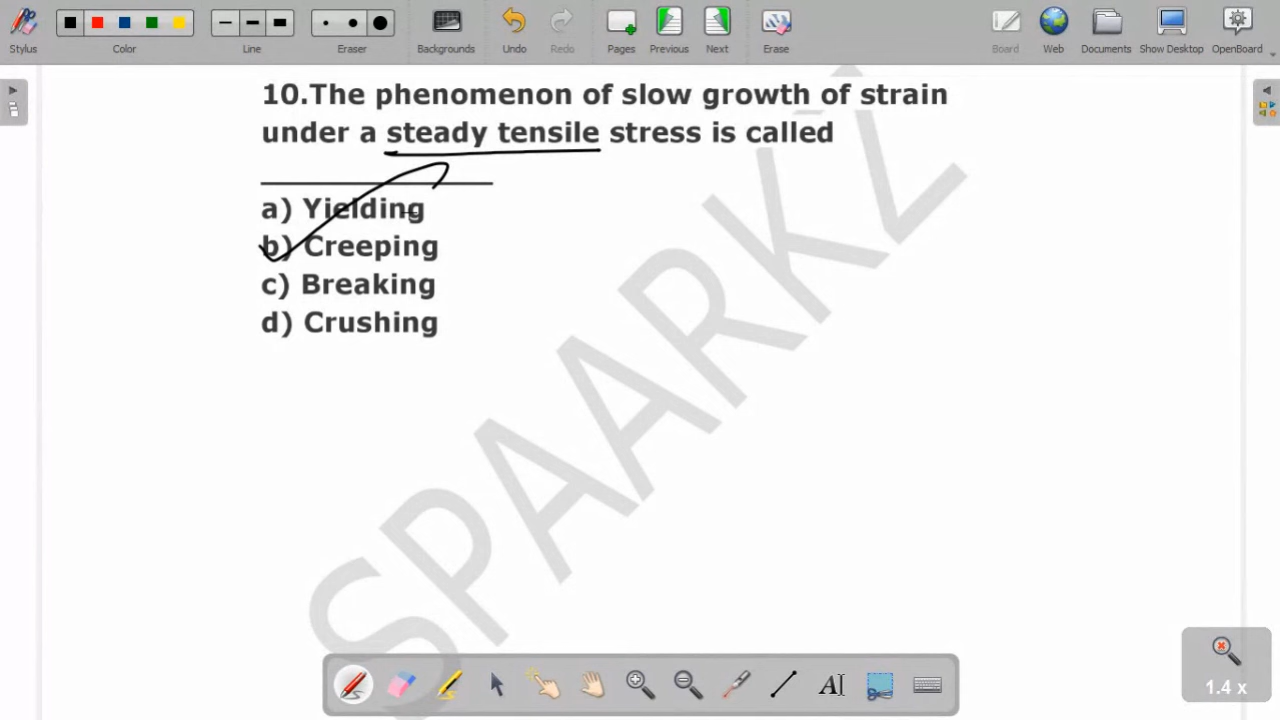 Stylus Color Line Eraser Backgrounds Undo Redo Pages Previous Next Erase Board Web Documents Show Desktop OpenBoard
10.The phenomenon of slow growth of strain
under a steady tensile stress is called
a) Yielding
b) Creeping
c) Breaking
d) Crushing
SPAARKZ
1.4 x